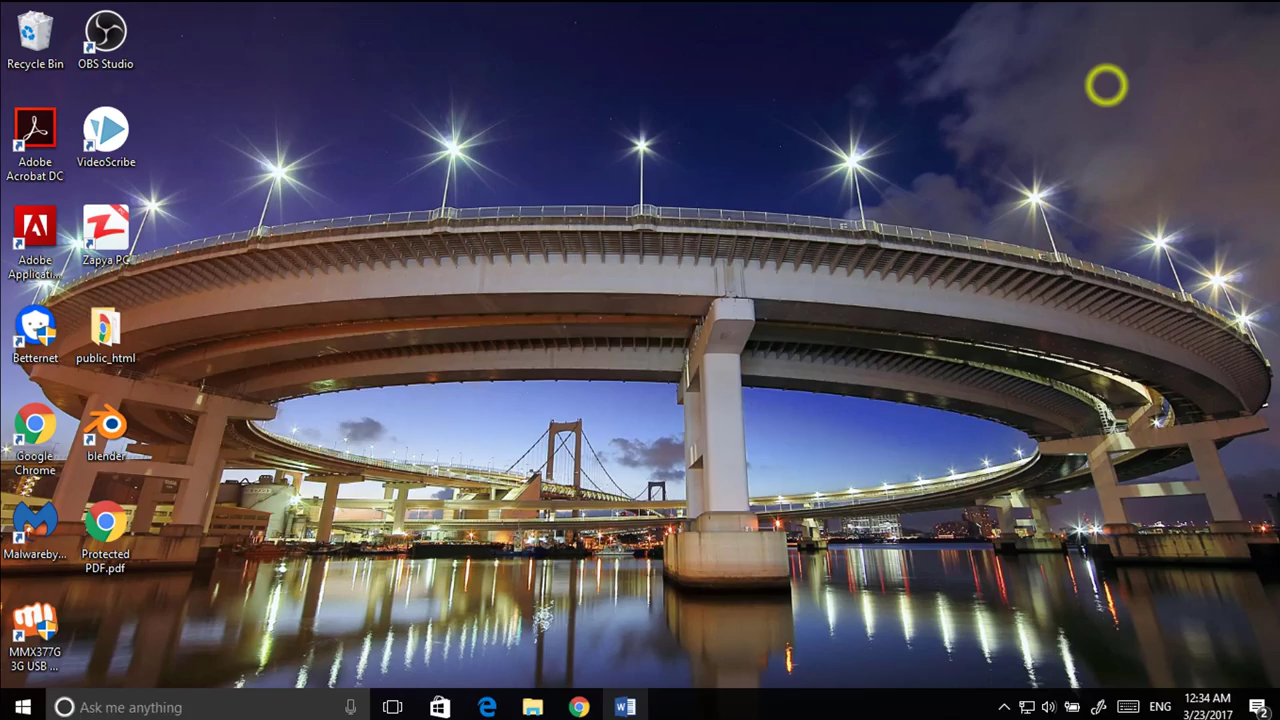 Recycle Bin
OBS Studio
Adobe
Acrobat DC
VideoScribe
Adobe
Applicati...
Zapya PC
Betternet
public_html
Google
Chrome
blender
Malwareby...
Protected
PDF.pdf
MMX377G
3G USB ...
Ask me anything
ENG
12:34 AM
3/23/2017
2